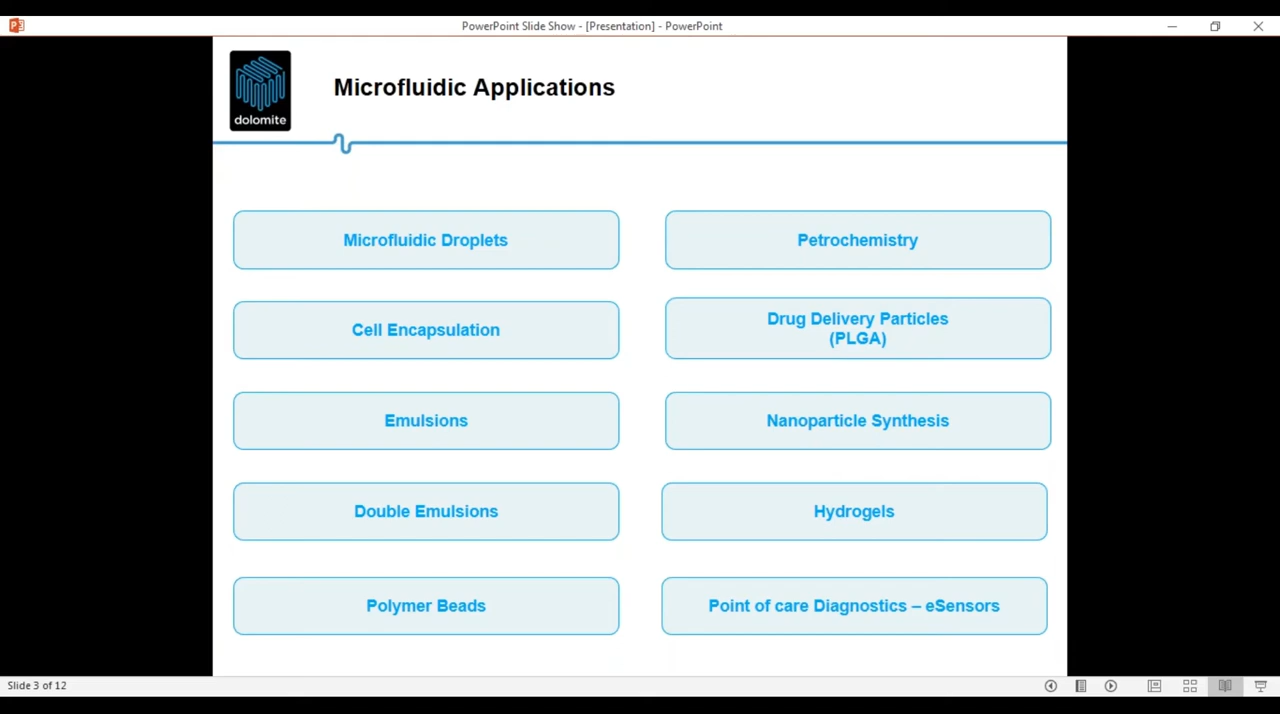 PowerPoint Slide Show - [Presentation] - PowerPoint
dolomite
Microfluidic Applications
Microfluidic Droplets
Petrochemistry
Cell Encapsulation
Drug Delivery Particles
(PLGA)
Emulsions
Nanoparticle Synthesis
Double Emulsions
Hydrogels
Polymer Beads
Point of care Diagnostics – eSensors
Slide 3 of 12